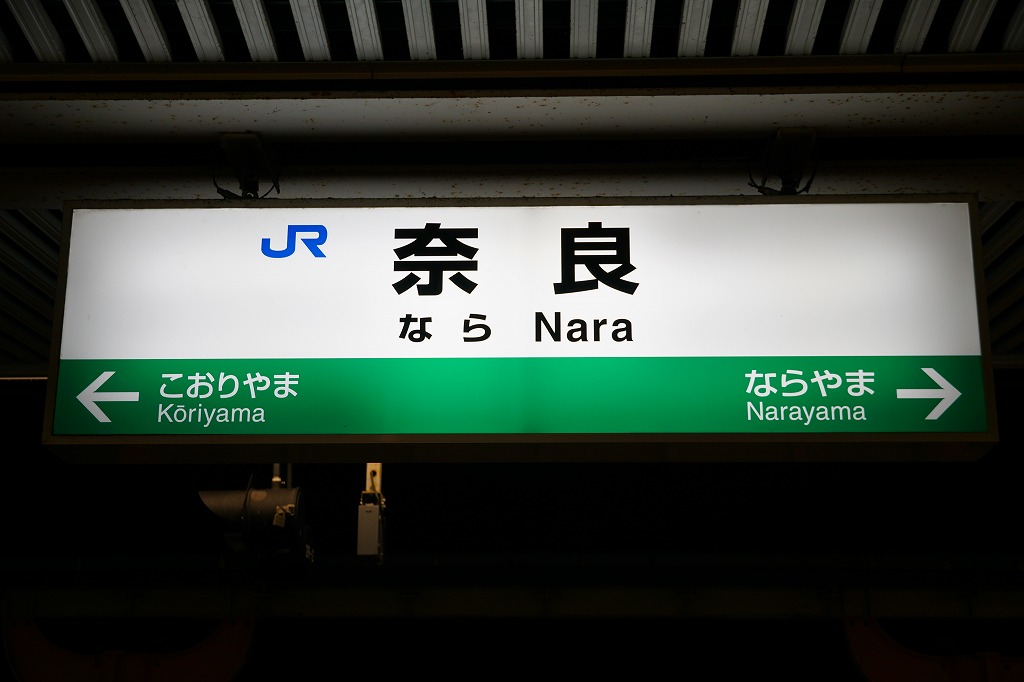 JR 奈良
なら Nara
← こおりやま
Kōriyama
ならやま →
Narayama